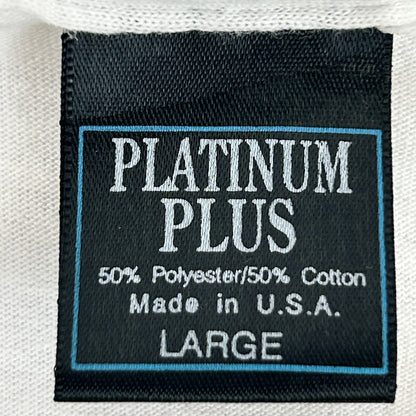 PLATINUM
PLUS
50% Polyester/50% Cotton
Made in U.S.A.
LARGE